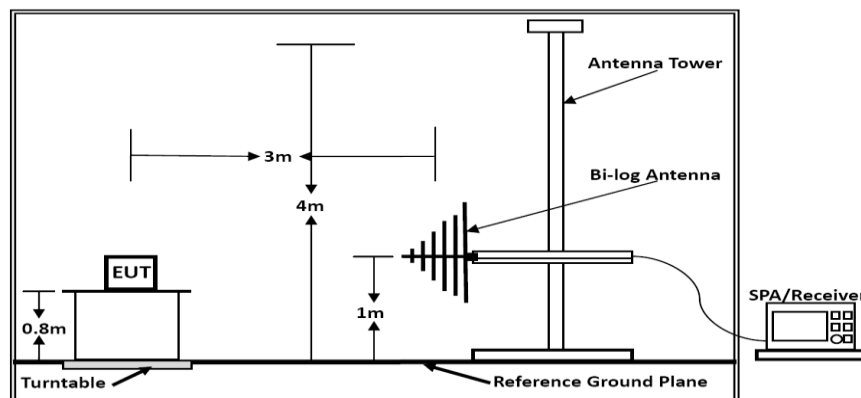 Antenna Tower
3m
Bi-log Antenna
4m
EUT
SPA/Receiver
0.8m
1m
Turntable
Reference Ground Plane